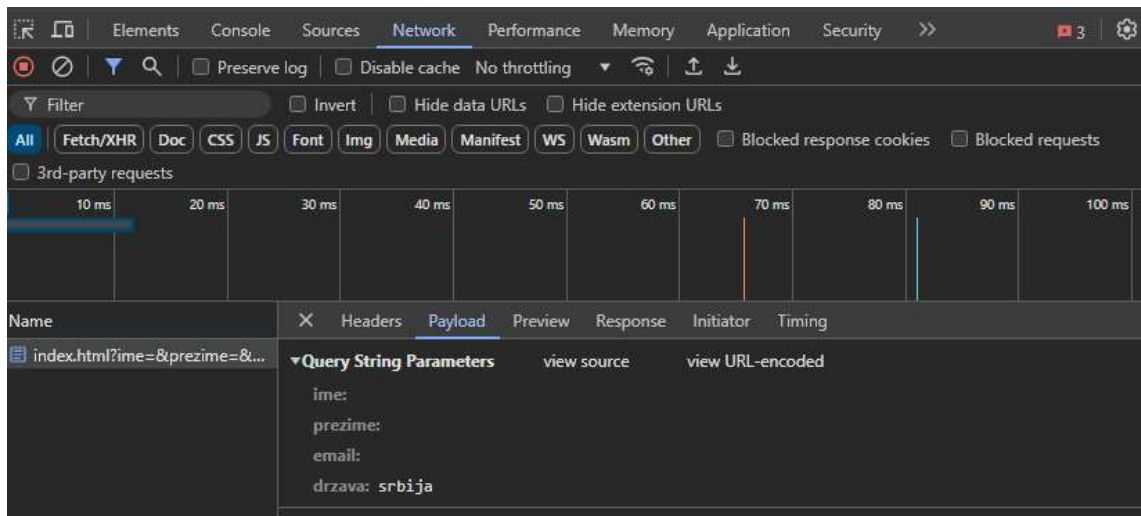 Elements Console Sources Network Performance Memory Application Security >> 3
Preserve log Disable cache No throttling
Filter Invert Hide data URLs Hide extension URLs
All Fetch/XHR Doc CSS JS Font Img Media Manifest WS Wasm Other Blocked response cookies Blocked requests
3rd-party requests
10 ms 20 ms 30 ms 40 ms 50 ms 60 ms 70 ms 80 ms 90 ms 100 ms
Name Headers Payload Preview Response Initiator Timing
index.html?ime=&prezime=&... Query String Parameters view source view URL-encoded
ime:
prezime:
email:
drzava: srbija